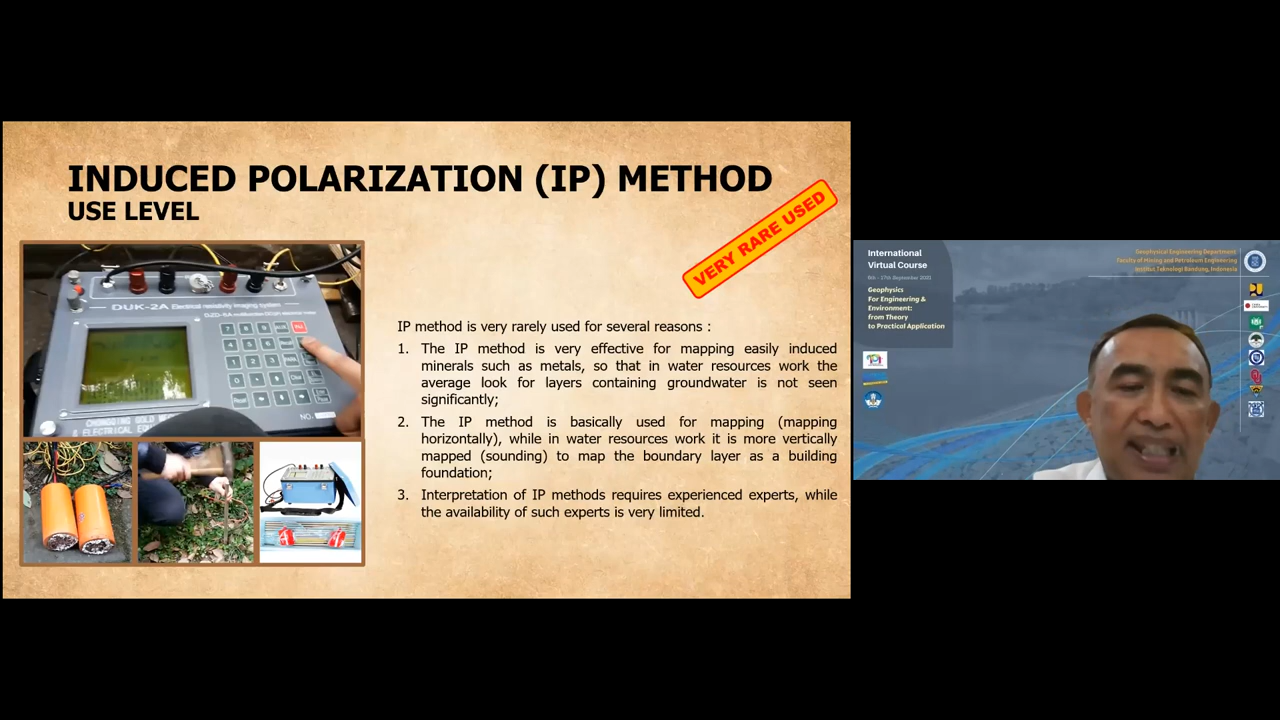 INDUCED POLARIZATION (IP) METHOD
USE LEVEL
VERY RARE USED
DUK-2A Electrical resistivity imaging system
IP method is very rarely used for several reasons :
1. The IP method is very effective for mapping easily induced
minerals such as metals, so that in water resources work the
average look for layers containing groundwater is not seen
significantly;
2. The IP method is basically used for mapping (mapping
horizontally), while in water resources work it is more vertically
mapped (sounding) to map the boundary layer as a building
foundation;
3. Interpretation of IP methods requires experienced experts, while
the availability of such experts is very limited.
International
Virtual Course
Geophysics
For Engineering &
Environment:
from Theory
to Practical Application
Geophysical Engineering Department
Faculty of Mining and Petroleum Engineering
Institut Teknologi Bandung, Indonesia